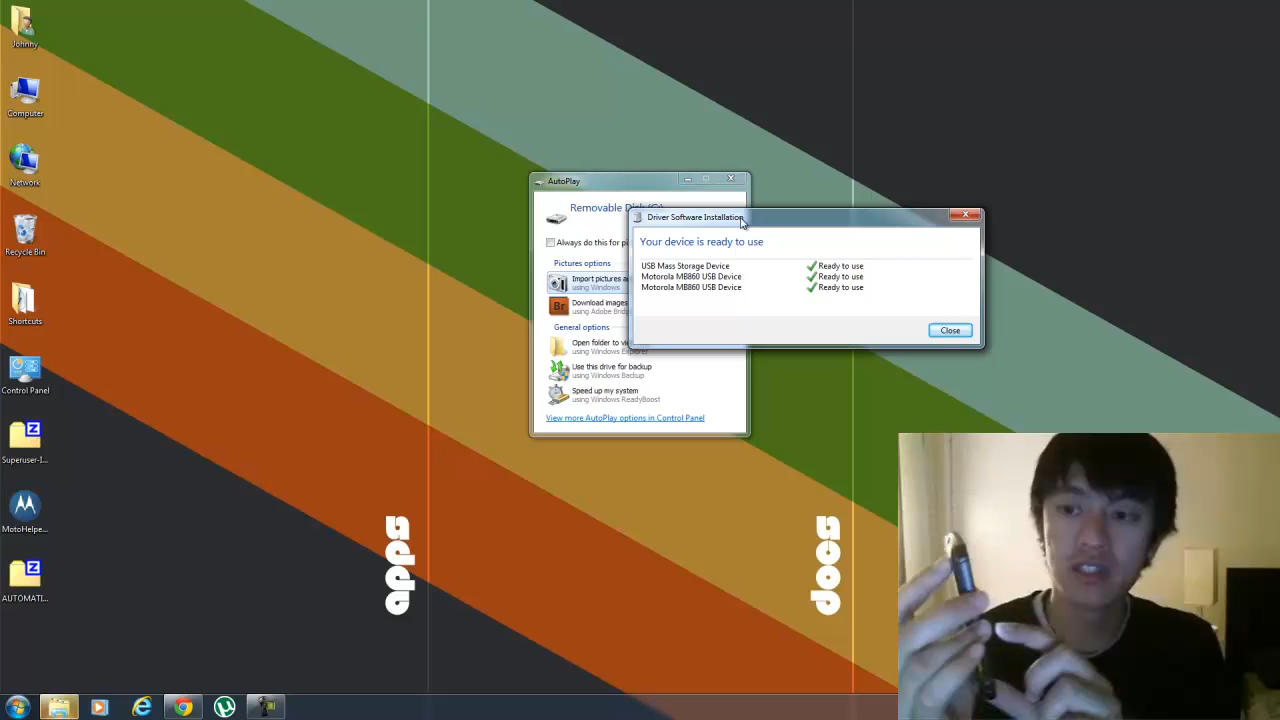 Johnny
Computer
Network
Recycle Bin
Shortcuts
Control Panel
Superuser-I...
MotoHelpe...
AUTOMATI...
AutoPlay
Removable Disk
Always do this for
Pictures options
Import pictures
using Windows
Br
Download images
using Adobe
General options
Open folder to
using Windows Explorer
Use this drive for backup
using Windows Backup
Speed up my system
using Windows ReadyBoost
View more AutoPlay options in Control Panel
Driver Software Installation
Your device is ready to use
USB Mass Storage Device Ready to use
Motorola MB860 USB Device Ready to use
Motorola MB860 USB Device Ready to use
Close
apps
doos